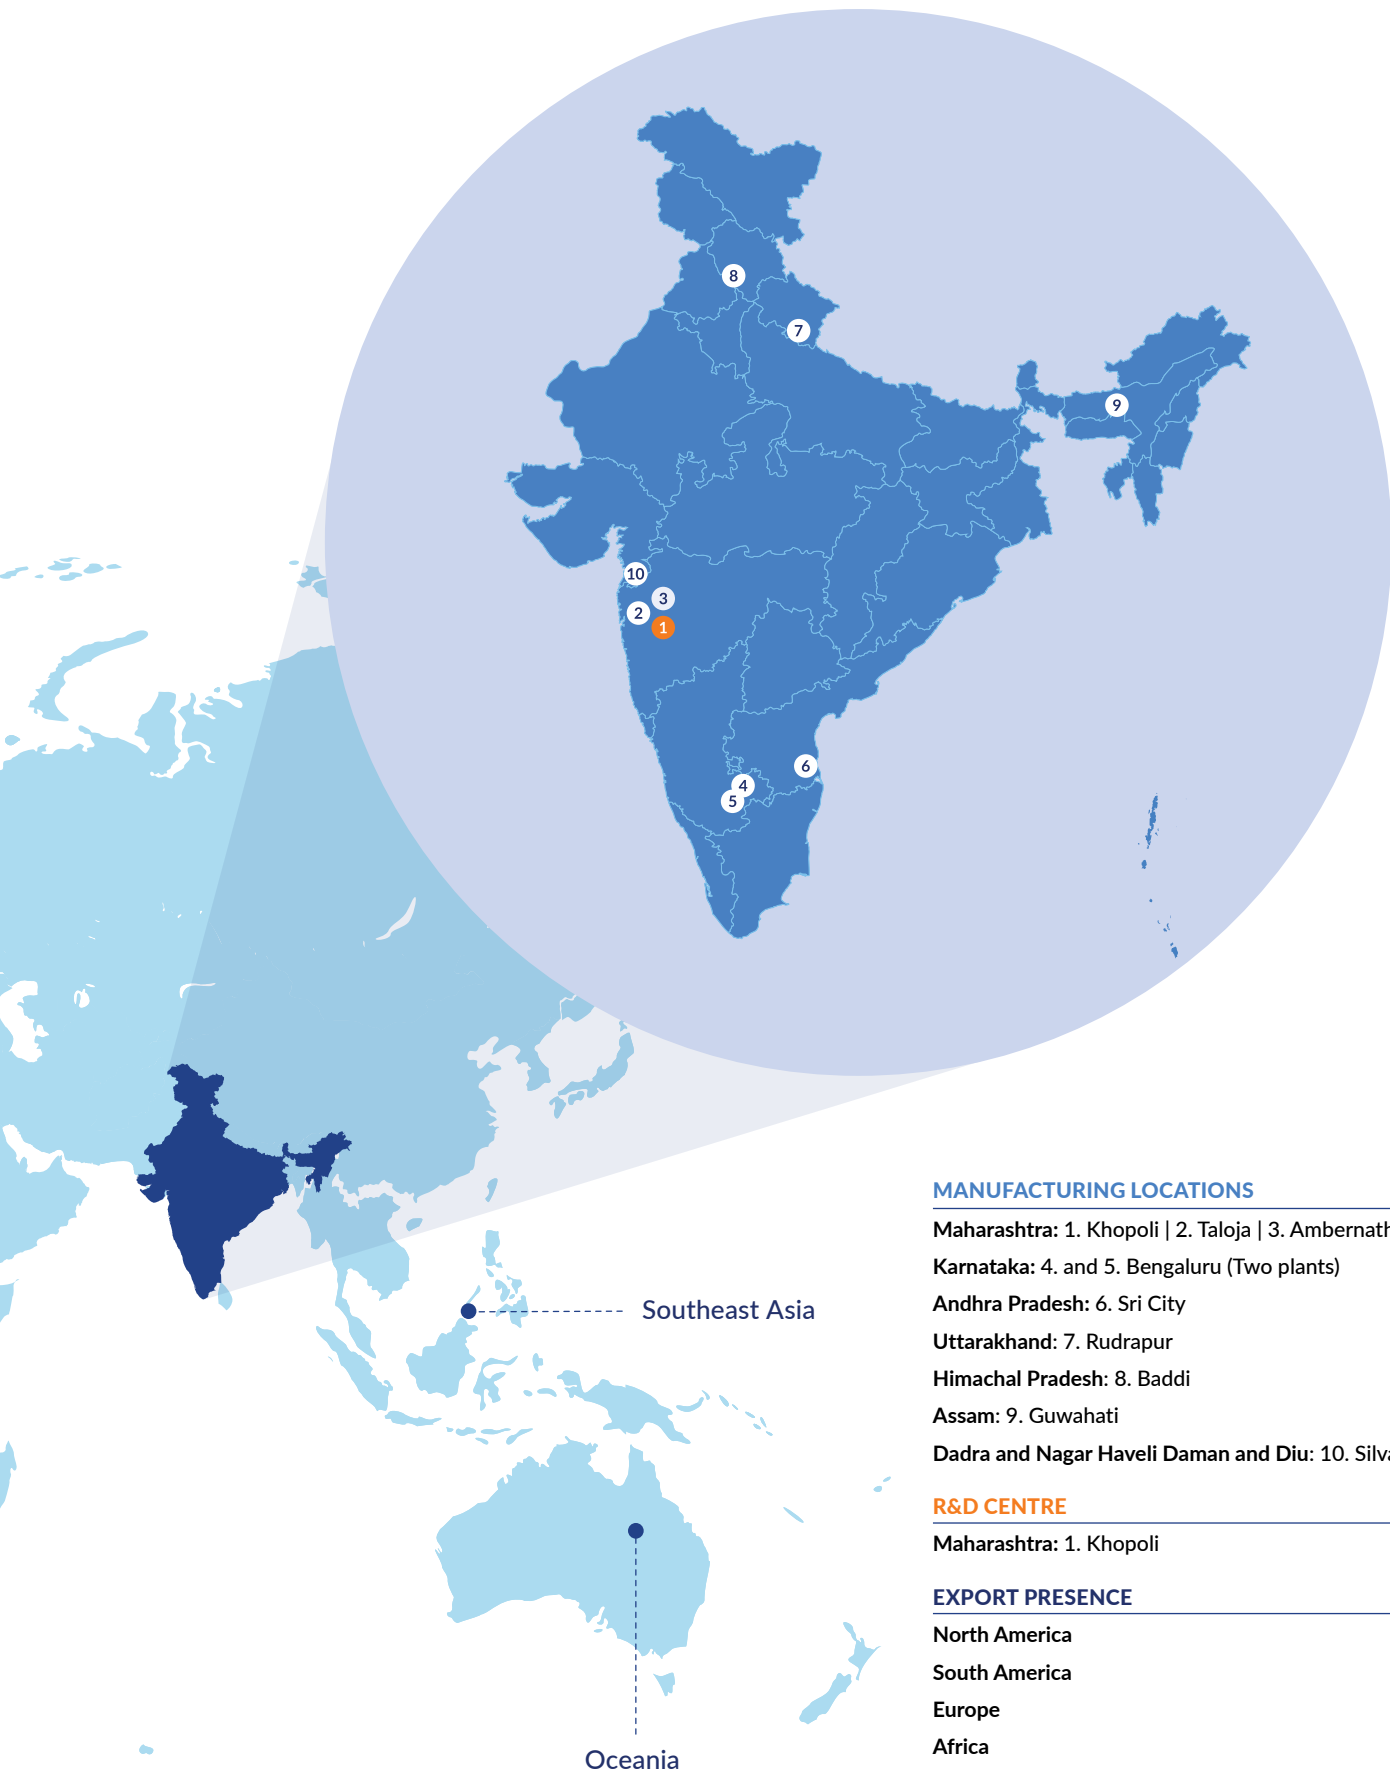 8
7
9
10
3
2
1
6
4
5
MANUFACTURING LOCATIONS
Maharashtra: 1. Khopoli | 2. Taloja | 3. Ambernath
Karnataka: 4. and 5. Bengaluru (Two plants)
Andhra Pradesh: 6. Sri City
Southeast Asia
Uttarakhand: 7. Rudrapur
Himachal Pradesh: 8. Baddi
Assam: 9. Guwahati
Dadra and Nagar Haveli Daman and Diu: 10.
R&D CENTRE
Maharashtra: 1. Khopoli
EXPORT PRESENCE
North America
South America
Europe
Africa
Oceania